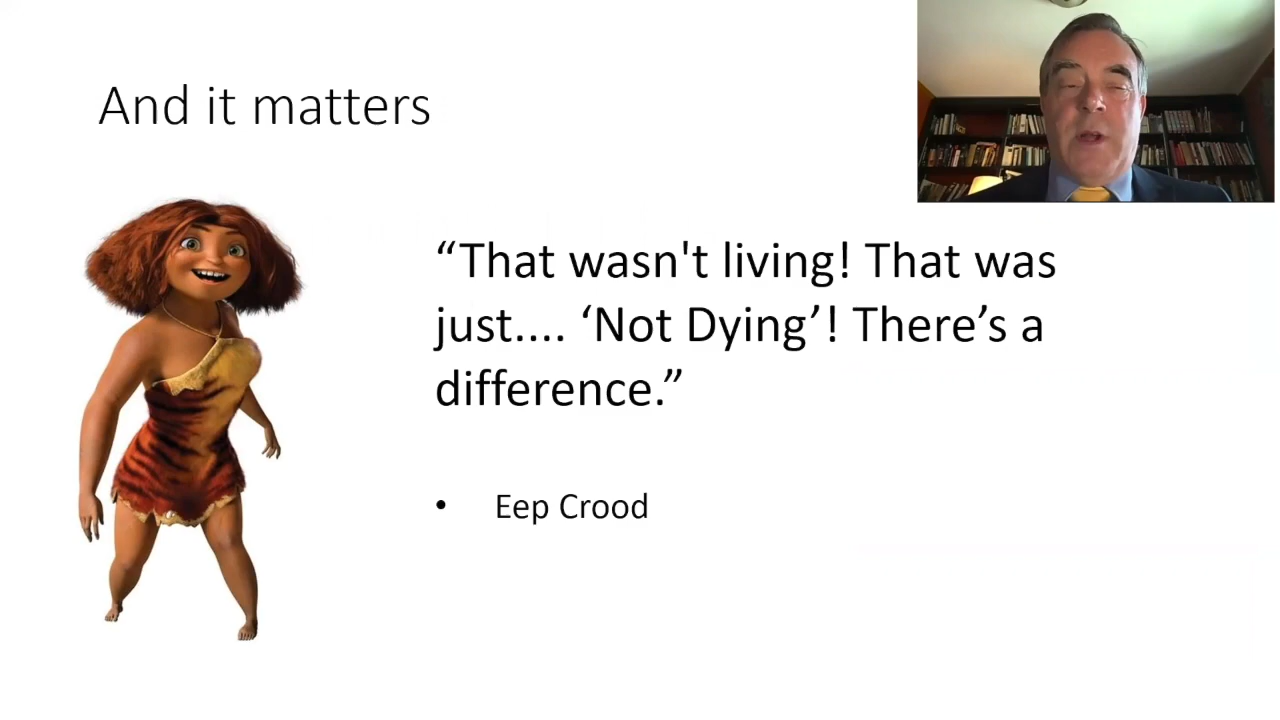 And it matters
“That wasn't living! That was
just.... ‘Not Dying’! There’s a
difference.”
• Eep Crood